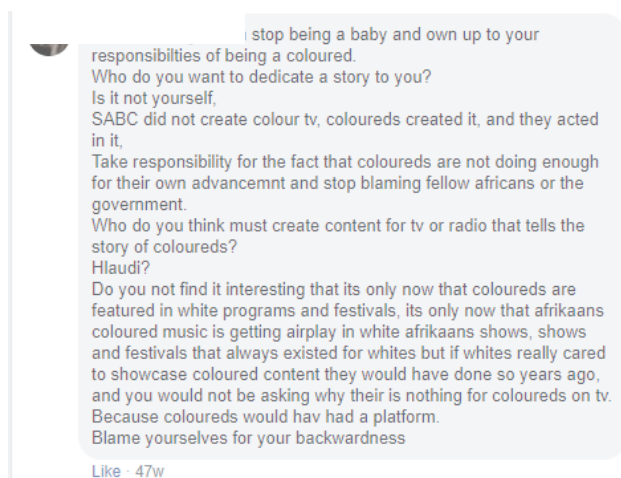 stop being a baby and own up to your
responsibilties of being a coloured.
Who do you want to dedicate a story to you?
Is it not yourself,
SABC did not create colour tv, coloureds created it, and they acted
in it,
Take responsibility for the fact that coloureds are not doing enough
for their own advancemnt and stop blaming fellow africans or the
government.
Who do you think must create content for tv or radio that tells the
story of coloureds?
Hlaudi?
Do you not find it interesting that its only now that coloureds are
featured in white programs and festivals, its only now that afrikaans
coloured music is getting airplay in white afrikaans shows, shows
and festivals that always existed for whites but if whites really cared
to showcase coloured content they would have done so years ago,
and you would not be asking why their is nothing for coloureds on tv.
Because coloureds would hav had a platform.
Blame yourselves for your backwardness
Like · 47w